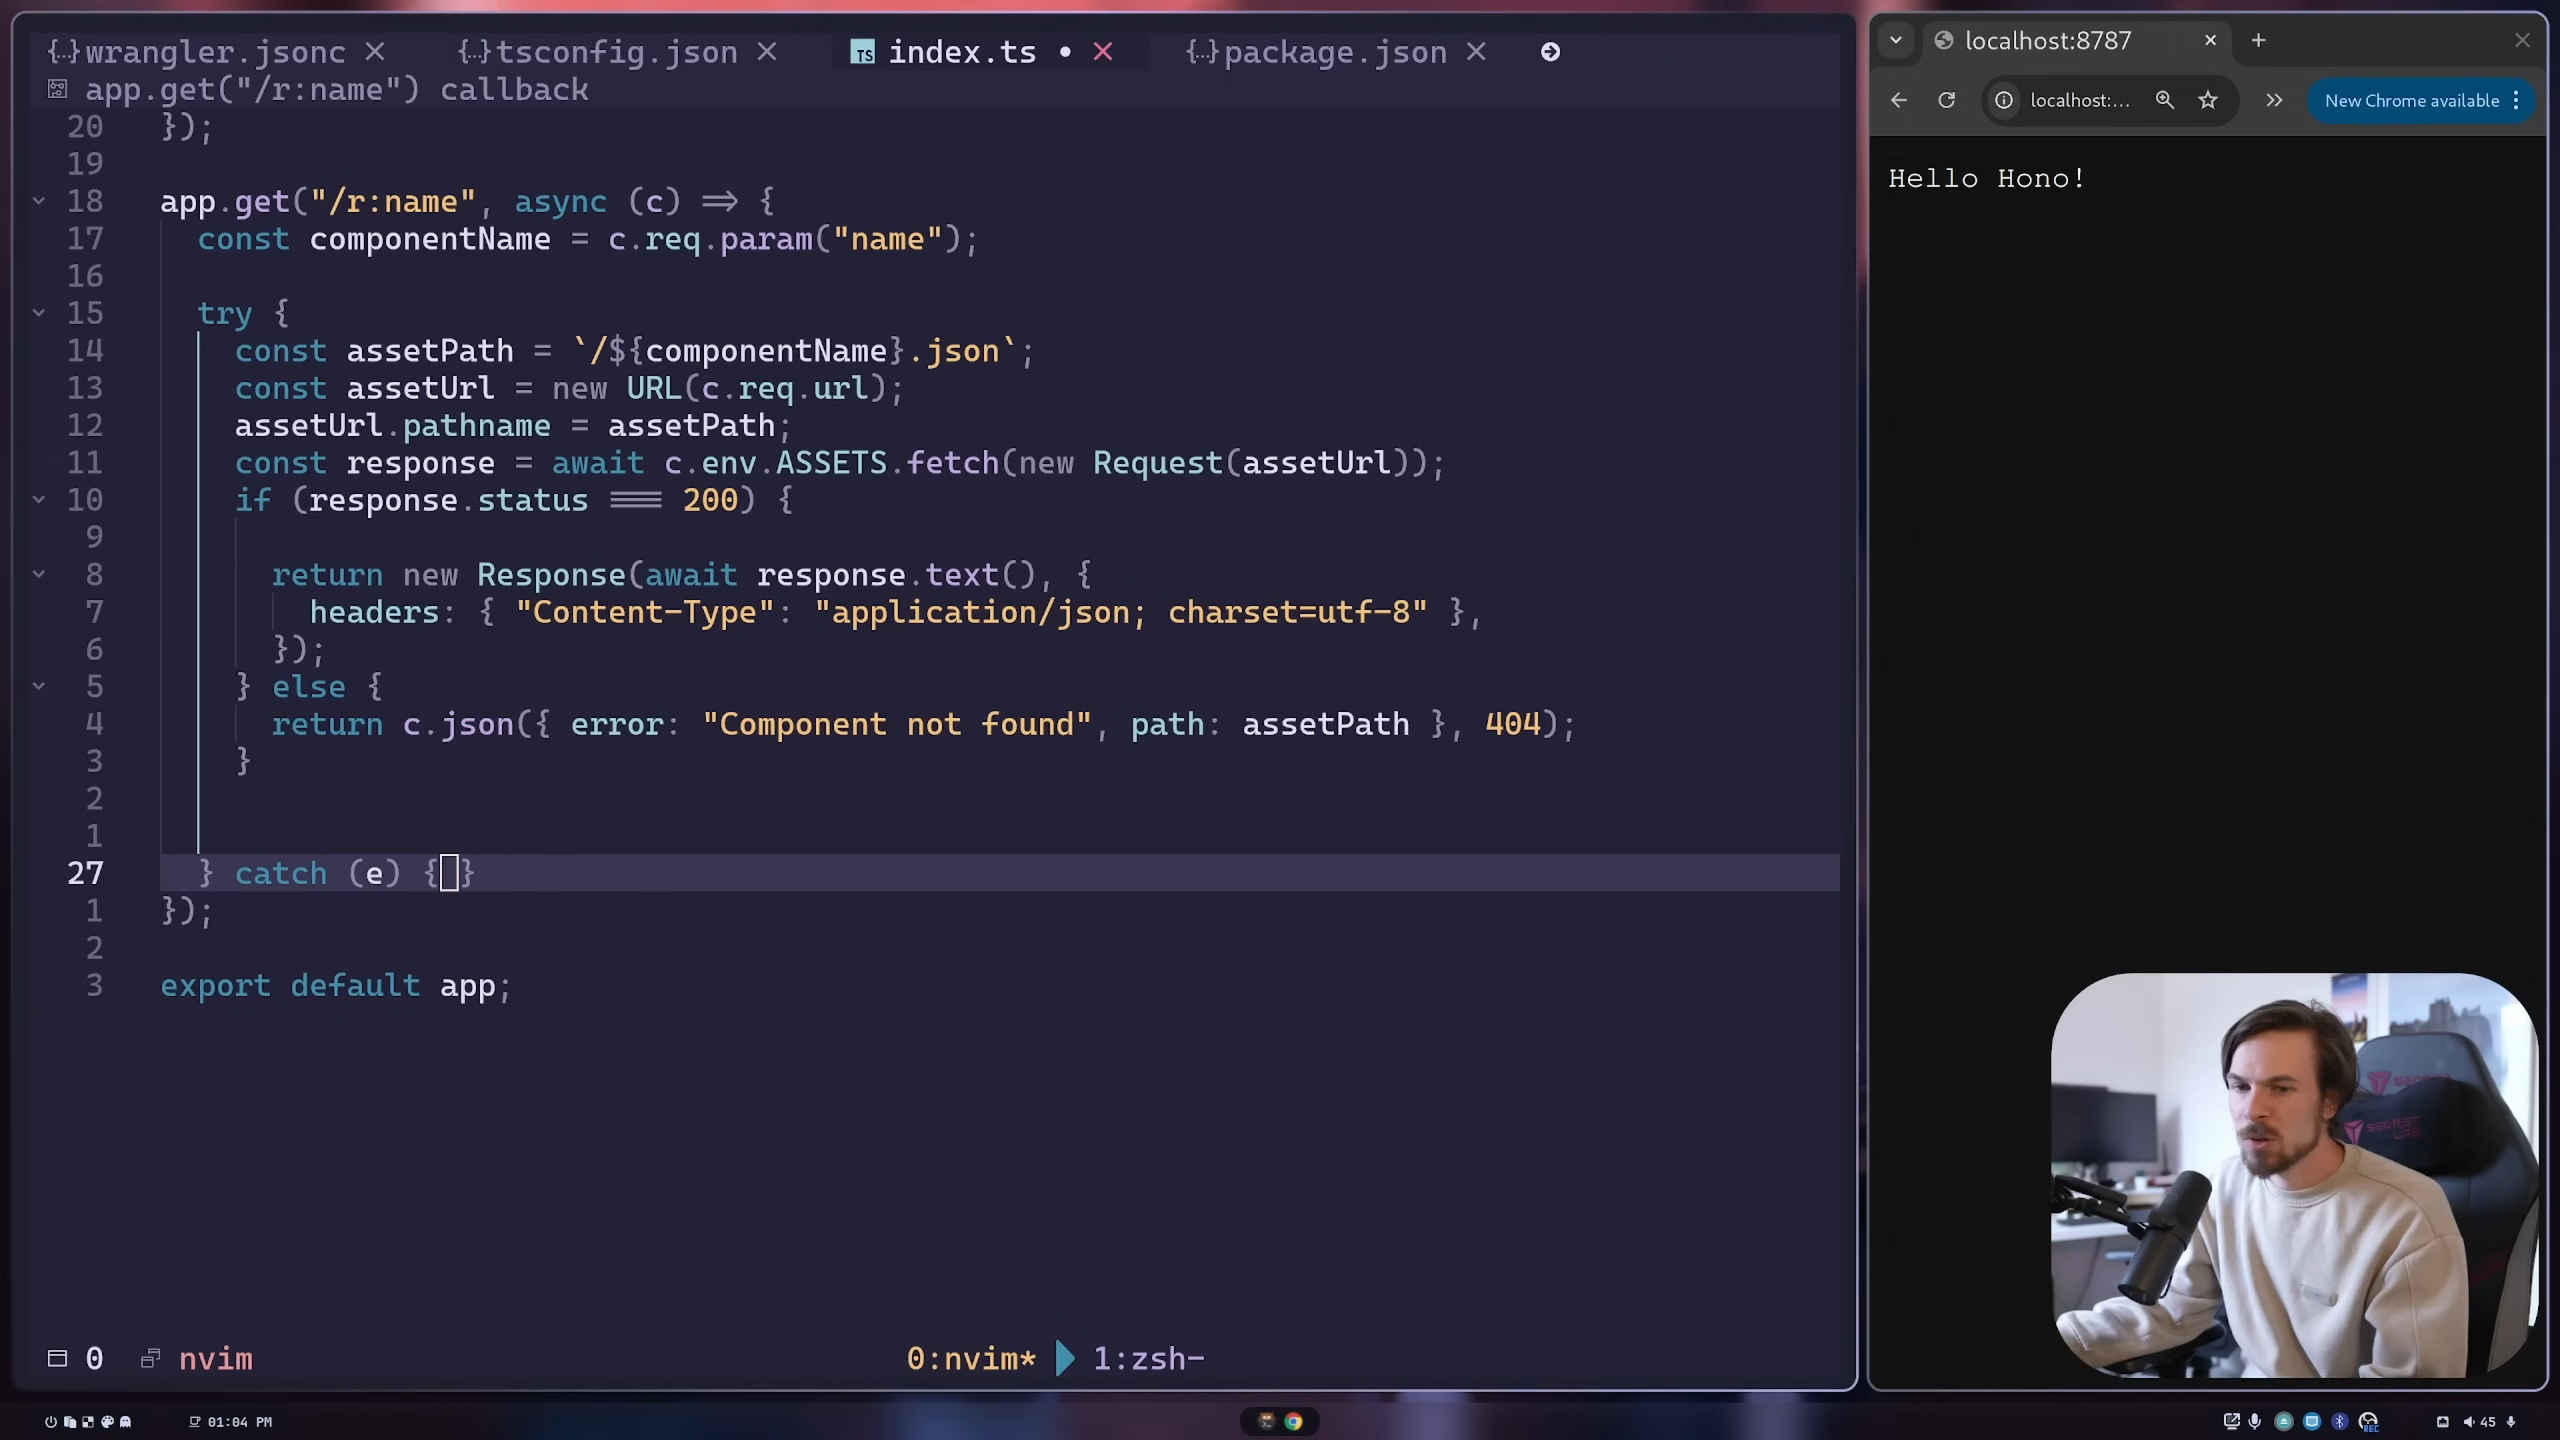 {..}wrangler.jsonc
{..}tsconfig.json
TS index.ts
{..}package.json
app.get("/r:name") callback
20 });
19
18 app.get("/r:name", async (c) => {
17 const componentName = c.req.param("name");
16
15 try {
14 const assetPath = `/${componentName}.json`;
13 const assetUrl = new URL(c.req.url);
12 assetUrl.pathname = assetPath;
11 const response = await c.env.ASSETS.fetch(new Request(assetUrl));
10 if (response.status === 200) {
9
8 return new Response(await response.text(), {
7 headers: { "Content-Type": "application/json; charset=utf-8" },
6 });
5 } else {
4 return c.json({ error: "Component not found", path: assetPath }, 404);
3 }
2
1
27 } catch (e) {}
1 });
2
3 export default app;
0 nvim
0:nvim* 1:zsh-
localhost:8787
localhost:...
New Chrome available
Hello Hono!
01:04 PM
REC
45